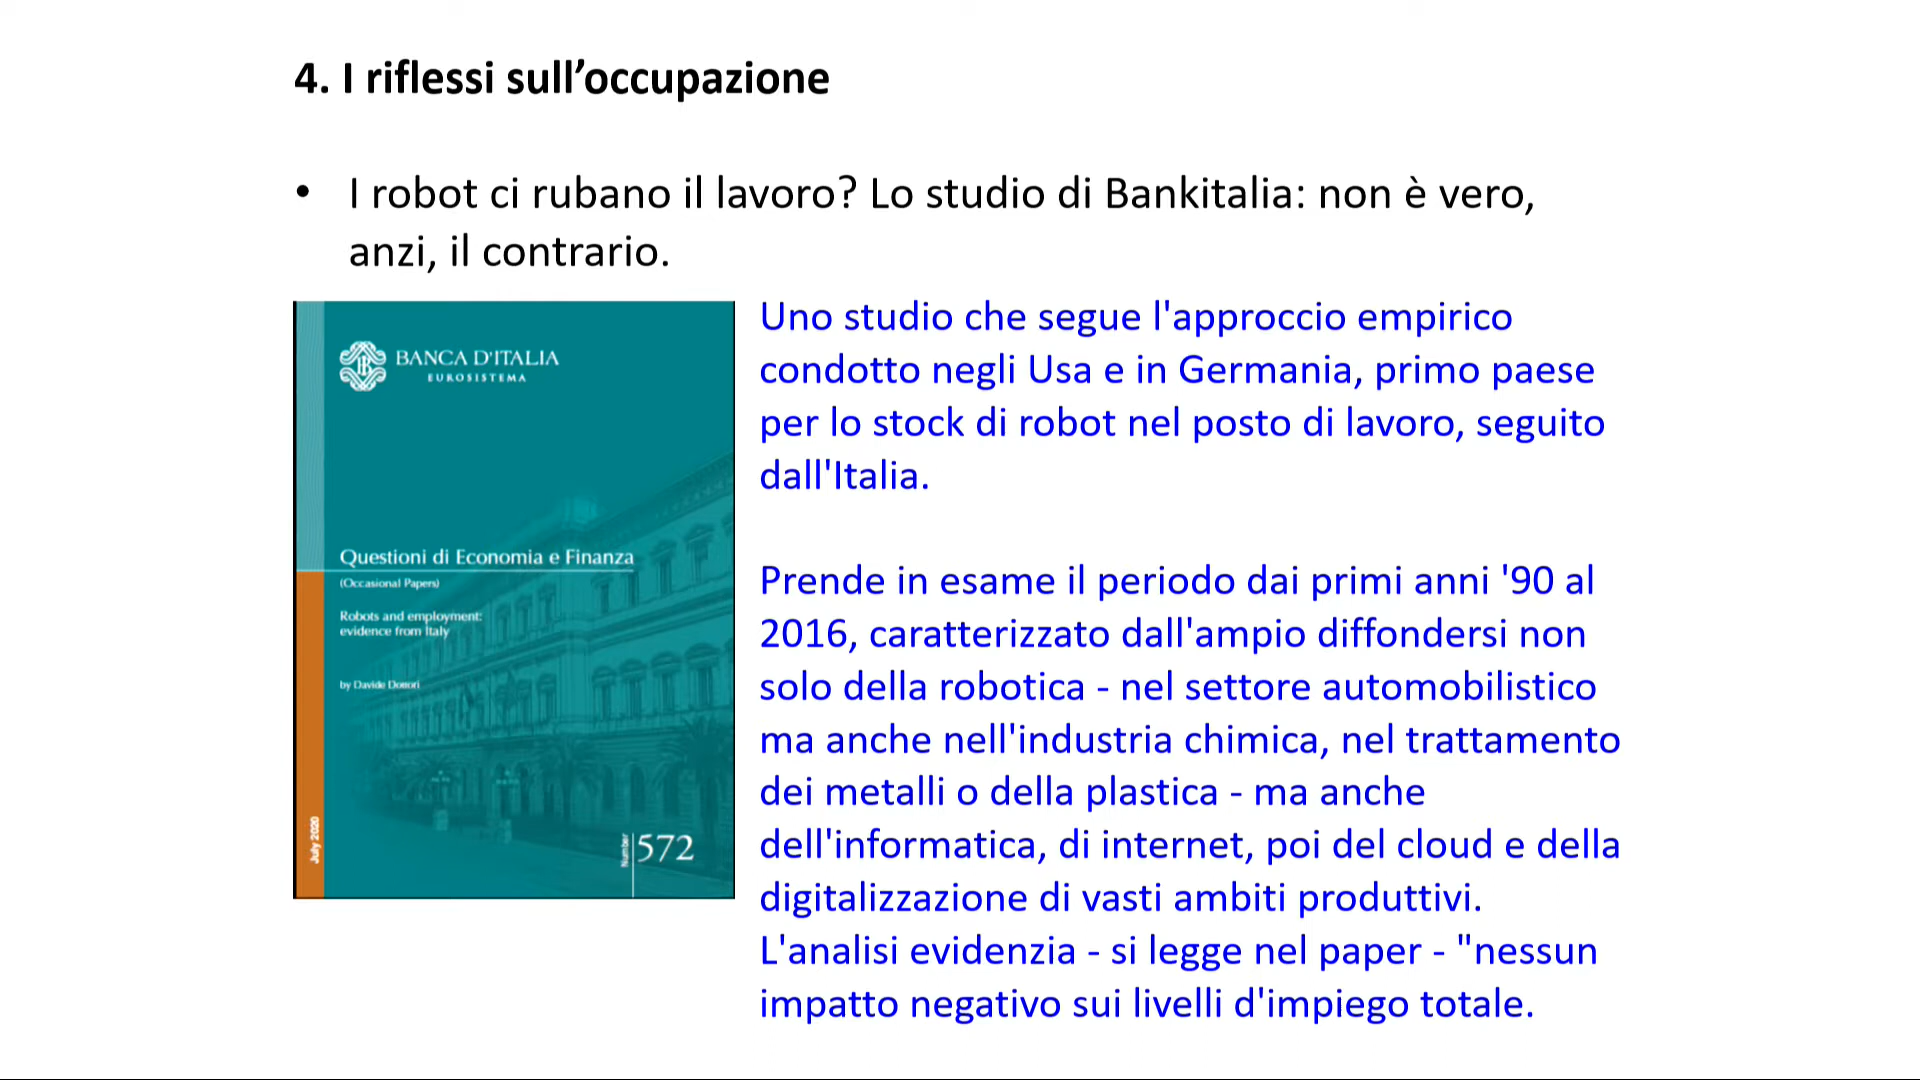 4. I riflessi sull’occupazione
• I robot ci rubano il lavoro? Lo studio di Bankitalia: non è vero,
anzi, il contrario.
BANCA D'ITALIA
EUROSISTEMA
Questioni di Economia e Finanza
(Occasional Papers)
Robots and employment:
evidence from Italy
by Davide Dottori
July 2020
Number
572
Uno studio che segue l'approccio empirico
condotto negli Usa e in Germania, primo paese
per lo stock di robot nel posto di lavoro, seguito
dall'Italia.
Prende in esame il periodo dai primi anni '90 al
2016, caratterizzato dall'ampio diffondersi non
solo della robotica - nel settore automobilistico
ma anche nell'industria chimica, nel trattamento
dei metalli o della plastica - ma anche
dell'informatica, di internet, poi del cloud e della
digitalizzazione di vasti ambiti produttivi.
L'analisi evidenzia - si legge nel paper - "nessun
impatto negativo sui livelli d'impiego totale.